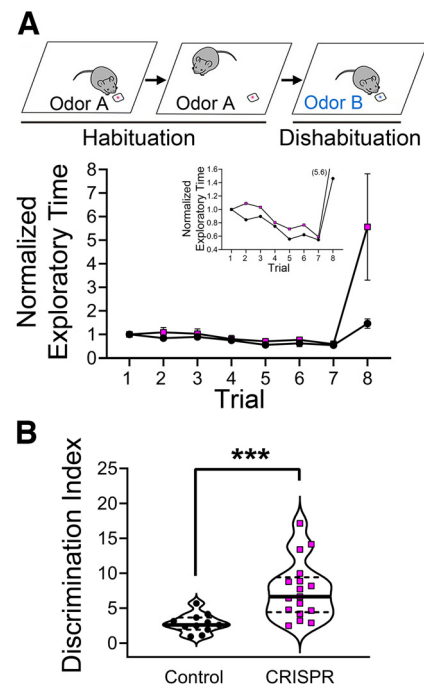 A
Odor A
Odor A
Odor B
Habituation
Dishabituation
Normalized
Exploratory Time
8
7
6
5
4
3
2
1
0
1 2 3 4 5 6 7 8
Trial
Normalized
Exploratory Time
1.6
1.4
1.2
1.0
0.8
0.6
0.4
(5.6)
1 2 3 4 5 6 7 8
Trial
B
Discrimination Index
25
20
15
10
5
0
***
Control
CRISPR